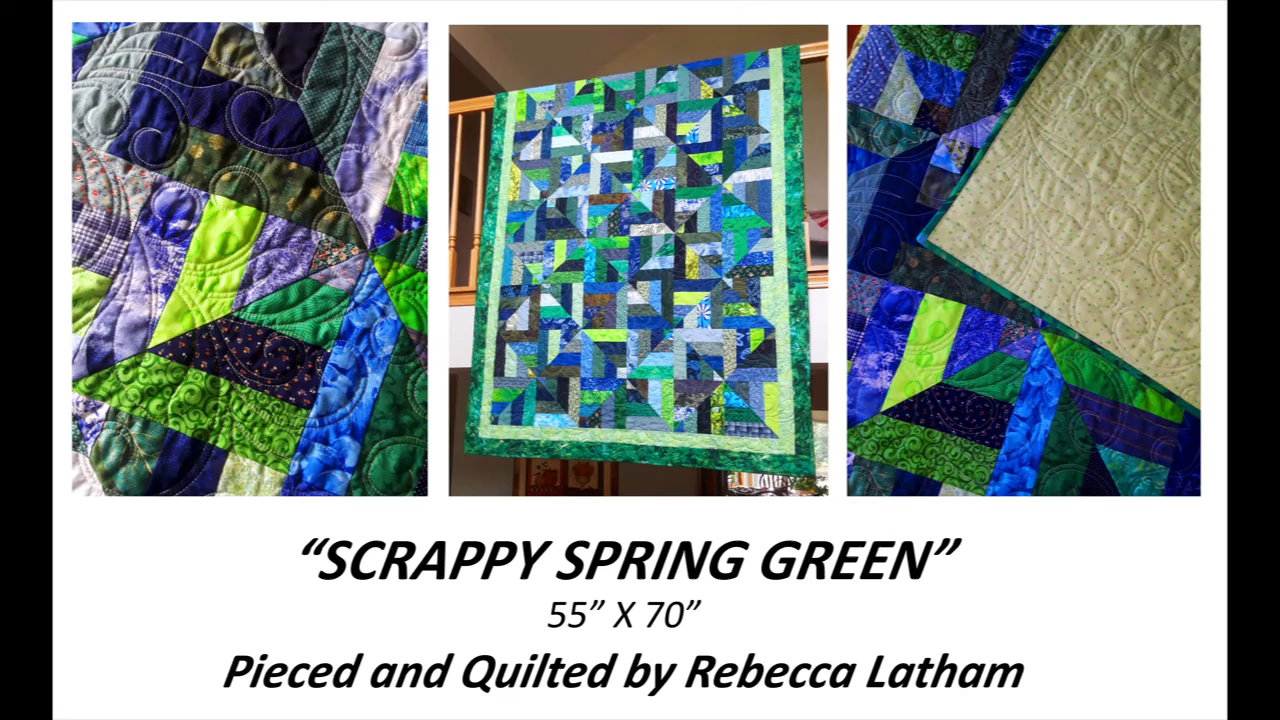 “SCRAPPY SPRING GREEN”
55” X 70”
Pieced and Quilted by Rebecca Latham